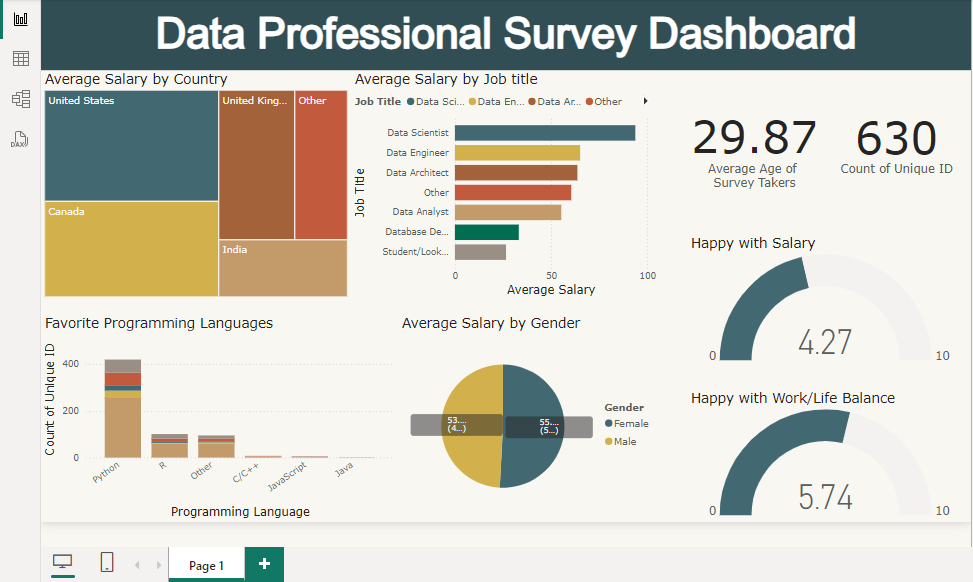 Data Professional Survey Dashboard
Average Salary by Country
United States
United King...
Other
Canada
India
Average Salary by Job title
Job Title Data Sci... Data En... Data Ar... Other
Job Title
Data Scientist
Data Engineer
Data Architect
Other
Data Analyst
Database De...
Student/Look...
0 50 100
Average Salary
29.87
Average Age of
Survey Takers
630
Count of Unique ID
Happy with Salary
4.27
0 10
Happy with Work/Life Balance
5.74
0 10
Favorite Programming Languages
Count of Unique ID
400
200
0
Python R Other C/C++ JavaScript Java
Programming Language
Average Salary by Gender
53....
(4...)
55....
(5...)
Gender
Female
Male
DAX
Page 1